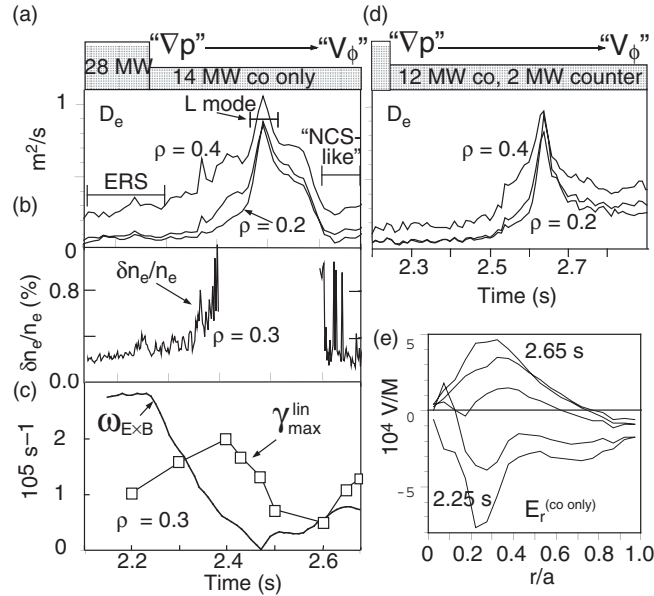 (a)
“∇p” “Vϕ”
28 MW
14 MW co only
1
De
L mode
m²/s
“NCS-
like”
ρ = 0.4
ERS
ρ = 0.2
0
(b)
δne/ne (%)
0.8
δne/ne
ρ = 0.3
0.0
(c)
10⁵ s–1
2
1
0
ωE×B
γmax lin
ρ = 0.3
2.2 2.4 2.6
Time (s)
(d)
“∇p” “Vϕ”
12 MW co, 2 MW counter
De
ρ = 0.4
ρ = 0.2
2.3 2.5 2.7
Time (s)
(e)
10⁴ V/M
5
0
-5
2.65 s
2.25 s
Er (co only)
0 0.2 0.4 0.6 0.8 1.0
r/a